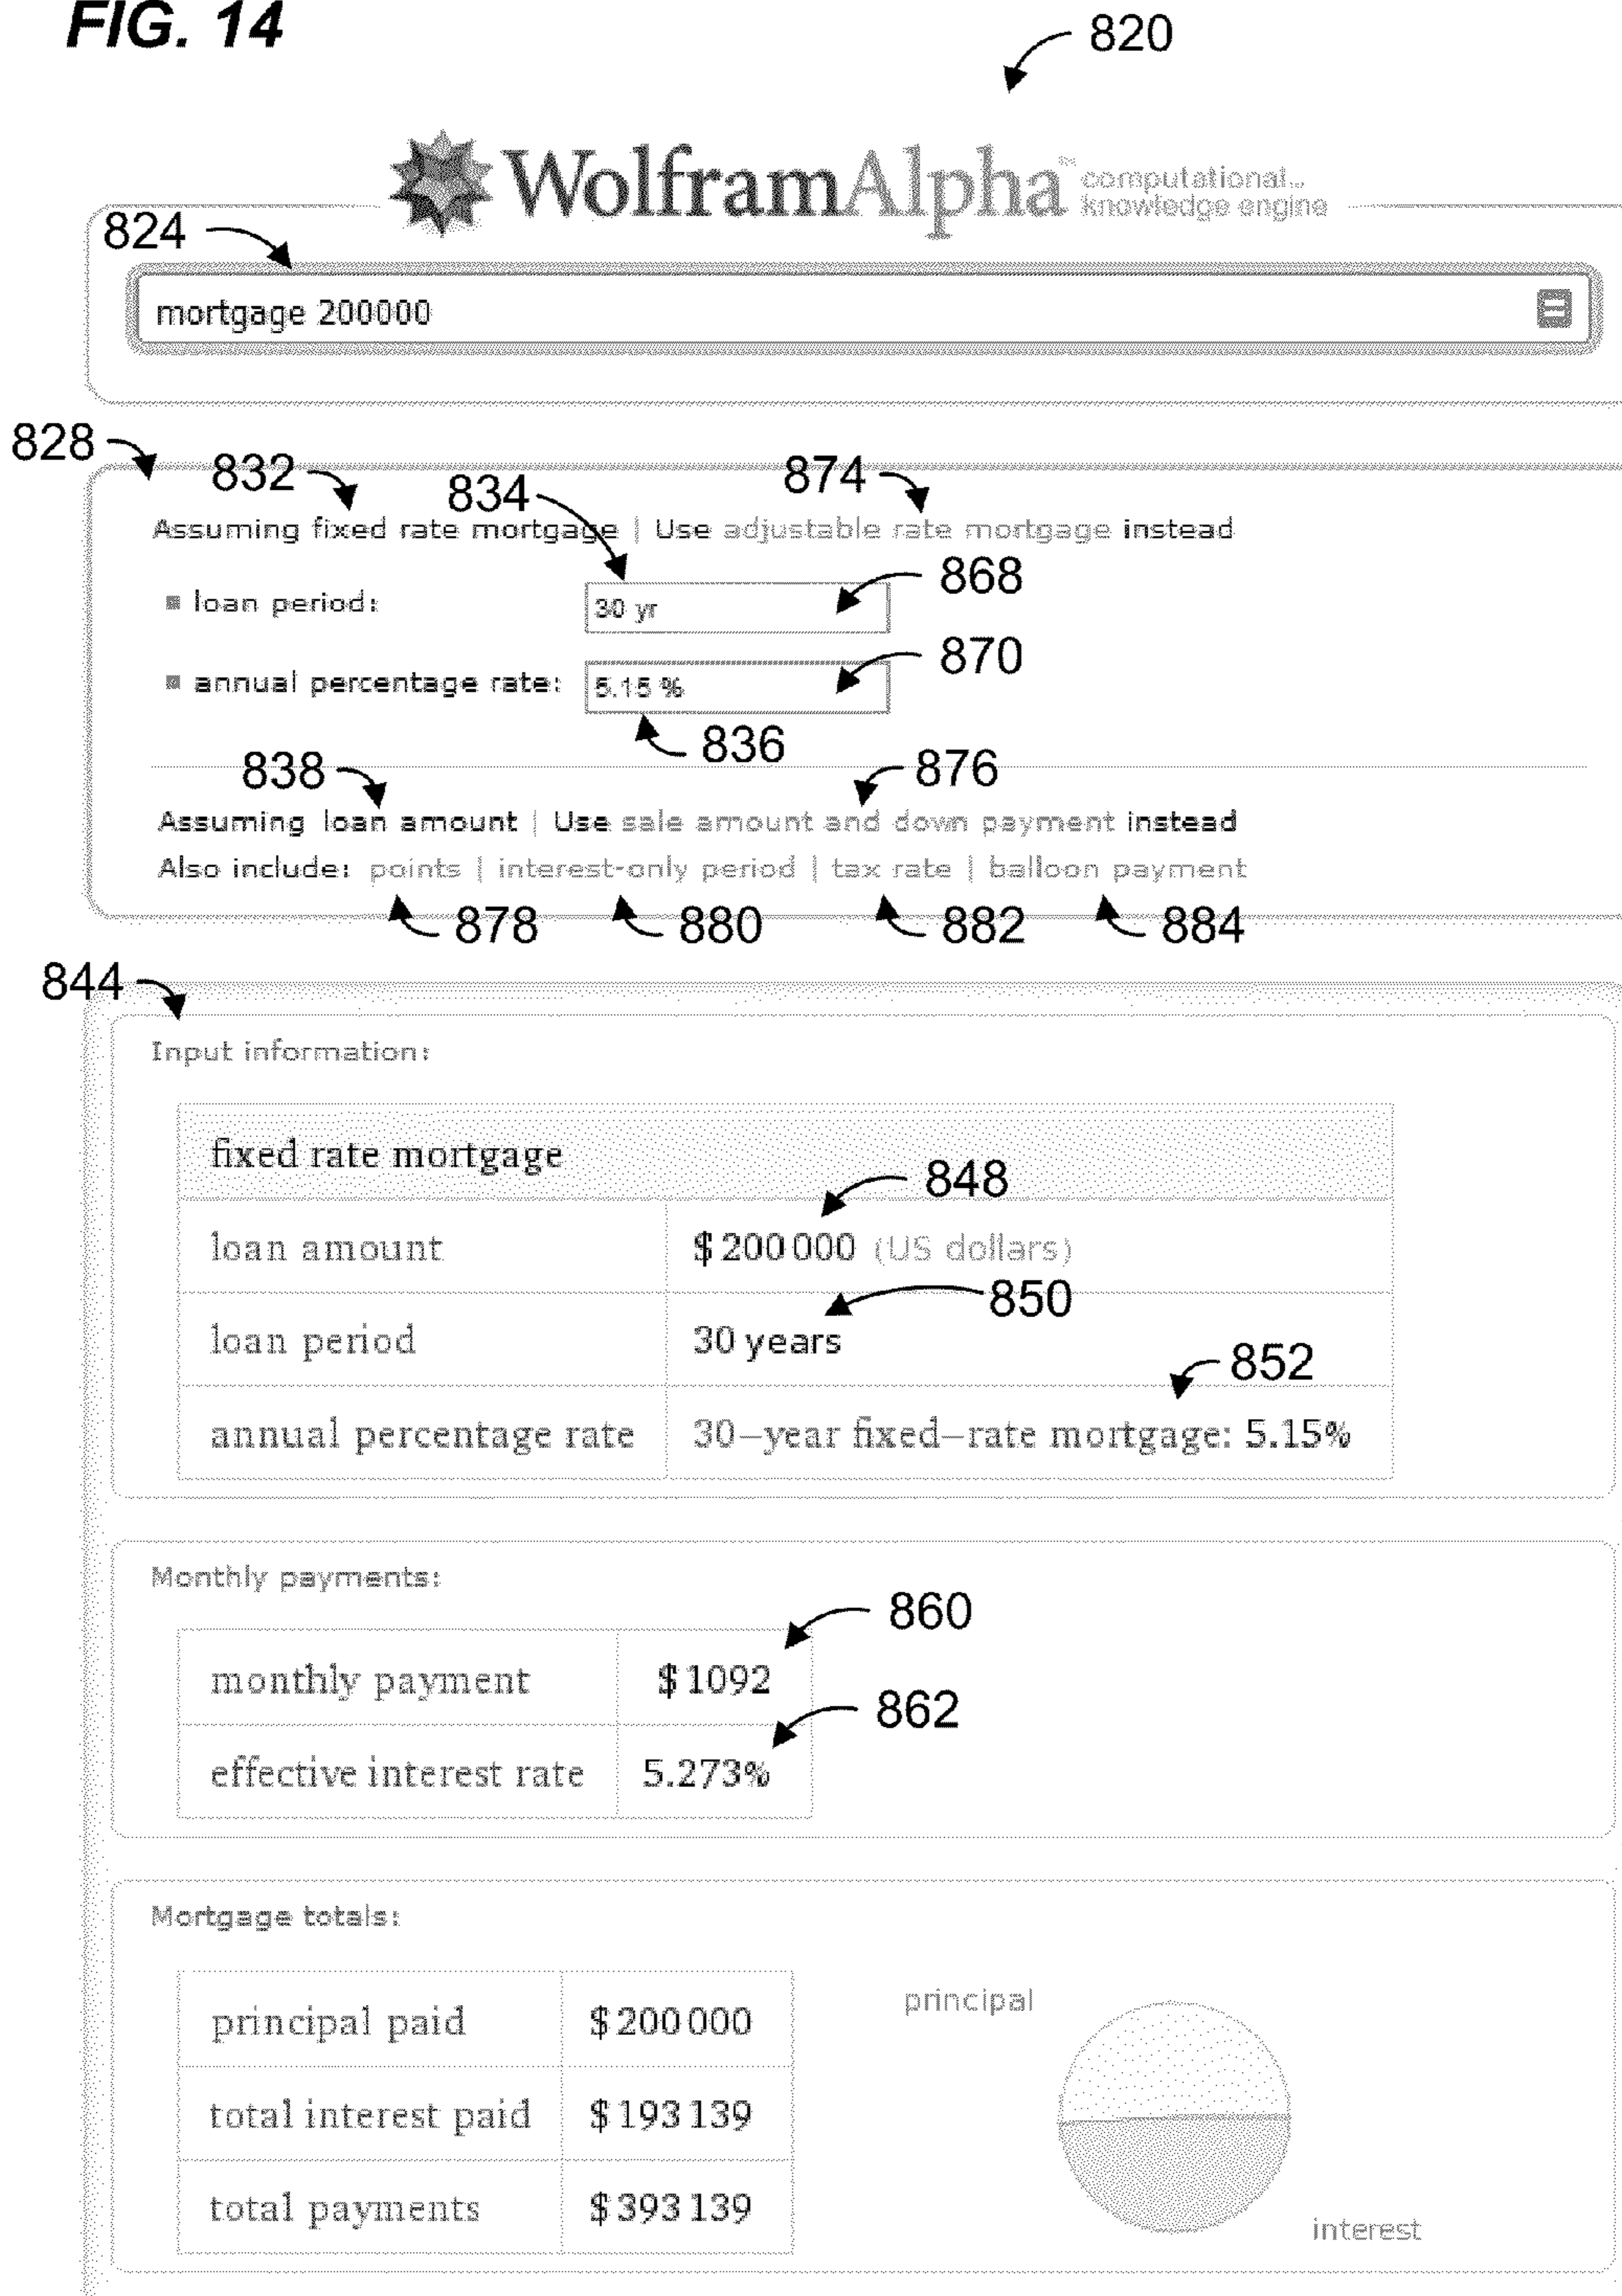 FIG. 14
820
WolframAlpha™ computational..
knowledge engine
824
mortgage 200000
828
832
834
874
Assuming fixed rate mortgage | Use adjustable rate mortgage instead
868
loan period: 30 yr
870
annual percentage rate: 5.15 %
836
838
876
Assuming loan amount | Use sale amount and down payment instead
Also include: points | interest-only period | tax rate | balloon payment
878 880 882 884
844
Input information:
fixed rate mortgage
848
loan amount $200000 (US dollars)
850
loan period 30 years
852
annual percentage rate 30–year fixed–rate mortgage: 5.15%
Monthly payments:
860
monthly payment $1092
862
effective interest rate 5.273%
Mortgage totals:
principal
principal paid $200000
total interest paid $193139
total payments $393139
interest